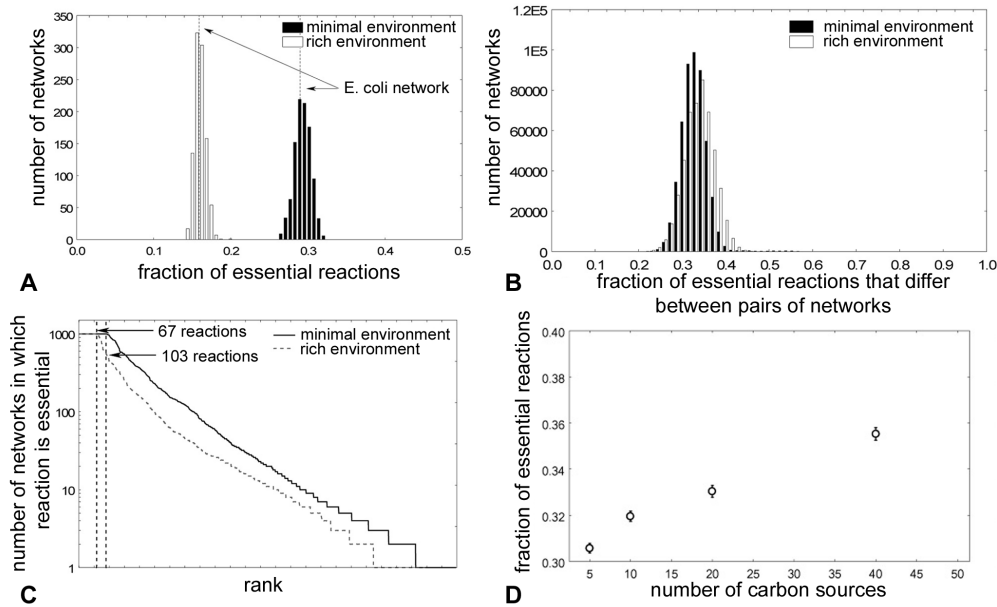 350
300
250
200
150
100
50
0
0.0 0.1 0.2 0.3 0.4 0.5
number of networks
fraction of essential reactions
minimal environment
rich environment
E. coli network
A
1.2E5
1E5
80000
60000
40000
20000
0
0.0 0.1 0.2 0.3 0.4 0.5 0.6 0.7 0.8 0.9 1.0
number of networks
fraction of essential reactions that differ
between pairs of networks
minimal environment
rich environment
B
1000
100
10
1
number of networks in which
reaction is essential
rank
67 reactions
103 reactions
minimal environment
rich environment
C
0.40
0.38
0.36
0.34
0.32
0.30
5 10 15 20 25 30 35 40 45 50
fraction of essential reactions
number of carbon sources
D